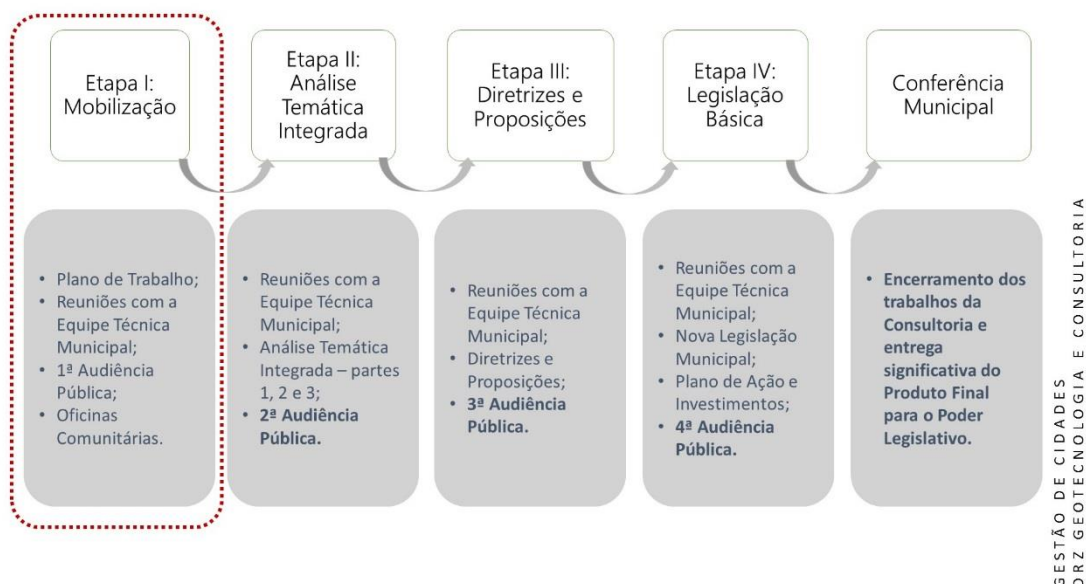 Etapa I:
Mobilização
Etapa II:
Análise
Temática
Integrada
Etapa III:
Diretrizes e
Proposições
Etapa IV:
Legislação
Básica
Conferência
Municipal
• Plano de Trabalho;
• Reuniões com a
Equipe Técnica
Municipal;
• 1ª Audiência
Pública;
• Oficinas
Comunitárias.
• Reuniões com a
Equipe Técnica
Municipal;
• Análise Temática
Integrada – partes
1, 2 e 3;
• 2ª Audiência
Pública.
• Reuniões com a
Equipe Técnica
Municipal;
• Diretrizes e
Proposições;
• 3ª Audiência
Pública.
• Reuniões com a
Equipe Técnica
Municipal;
• Nova Legislação
Municipal;
• Plano de Ação e
Investimentos;
• 4ª Audiência
Pública.
• Encerramento dos
trabalhos da
Consultoria e
entrega
significativa do
Produto Final
para o Poder
Legislativo.
GESTÃO DE CIDADES
DRZ GEOTECNOLOGIA E CONSULTORIA